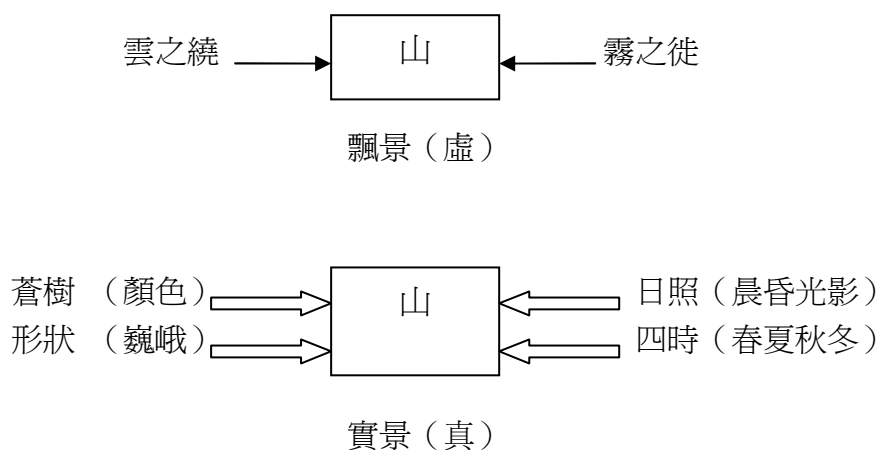 雲之繞 山 霧之徙
飄景（虛）
蒼樹 （顏色） 山 日照（晨昏光影）
形狀 （巍峨） 四時（春夏秋冬）
實景（真）